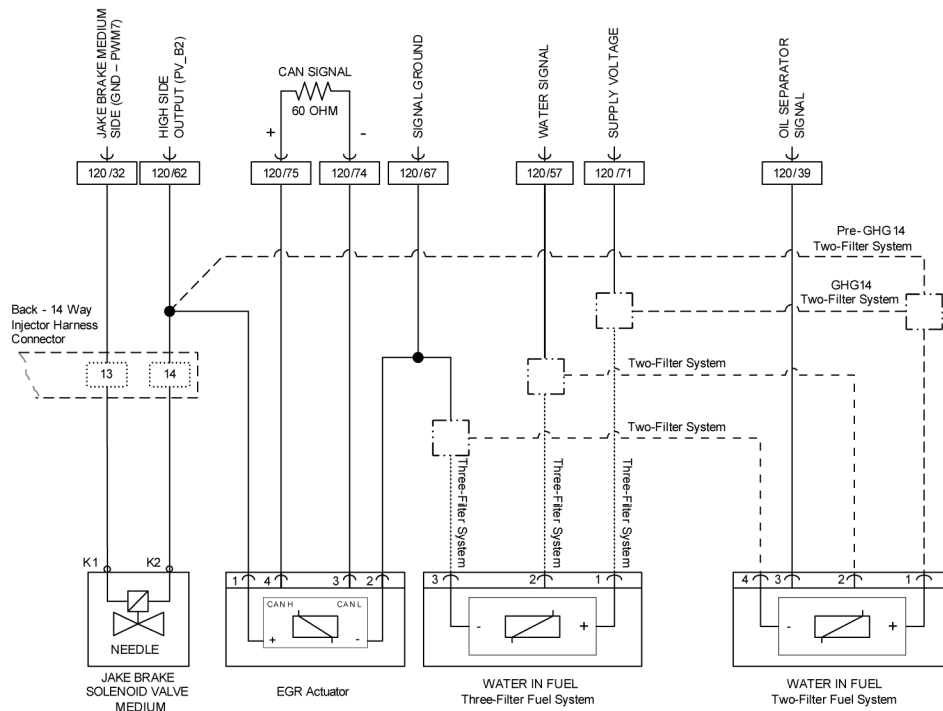 JAKE BRAKE MEDIUM
SIDE (GND – PWM7)
HIGH SIDE
OUTPUT (PV_B2)
CAN SIGNAL
60 OHM
+
-
SIGNAL GROUND
WATER SIGNAL
SUPPLY VOLTAGE
OIL SEPARATOR
SIGNAL
120/32
120/62
120/75
120/74
120/67
120/57
120/71
120/39
Pre-GHG14
Two-Filter System
GHG14
Two-Filter System
Back - 14 Way
Injector Harness
Connector
13
14
Two-Filter System
Two-Filter System
Three-Filter System
Three-Filter System
Three-Filter System
K1
K2
1
4
3
2
3
2
1
4
3
2
1
CAN H
CAN L
+
-
-
+
-
+
NEEDLE
JAKE BRAKE
SOLENOID VALVE
MEDIUM
EGR Actuator
WATER IN FUEL
Three-Filter Fuel System
WATER IN FUEL
Two-Filter Fuel System